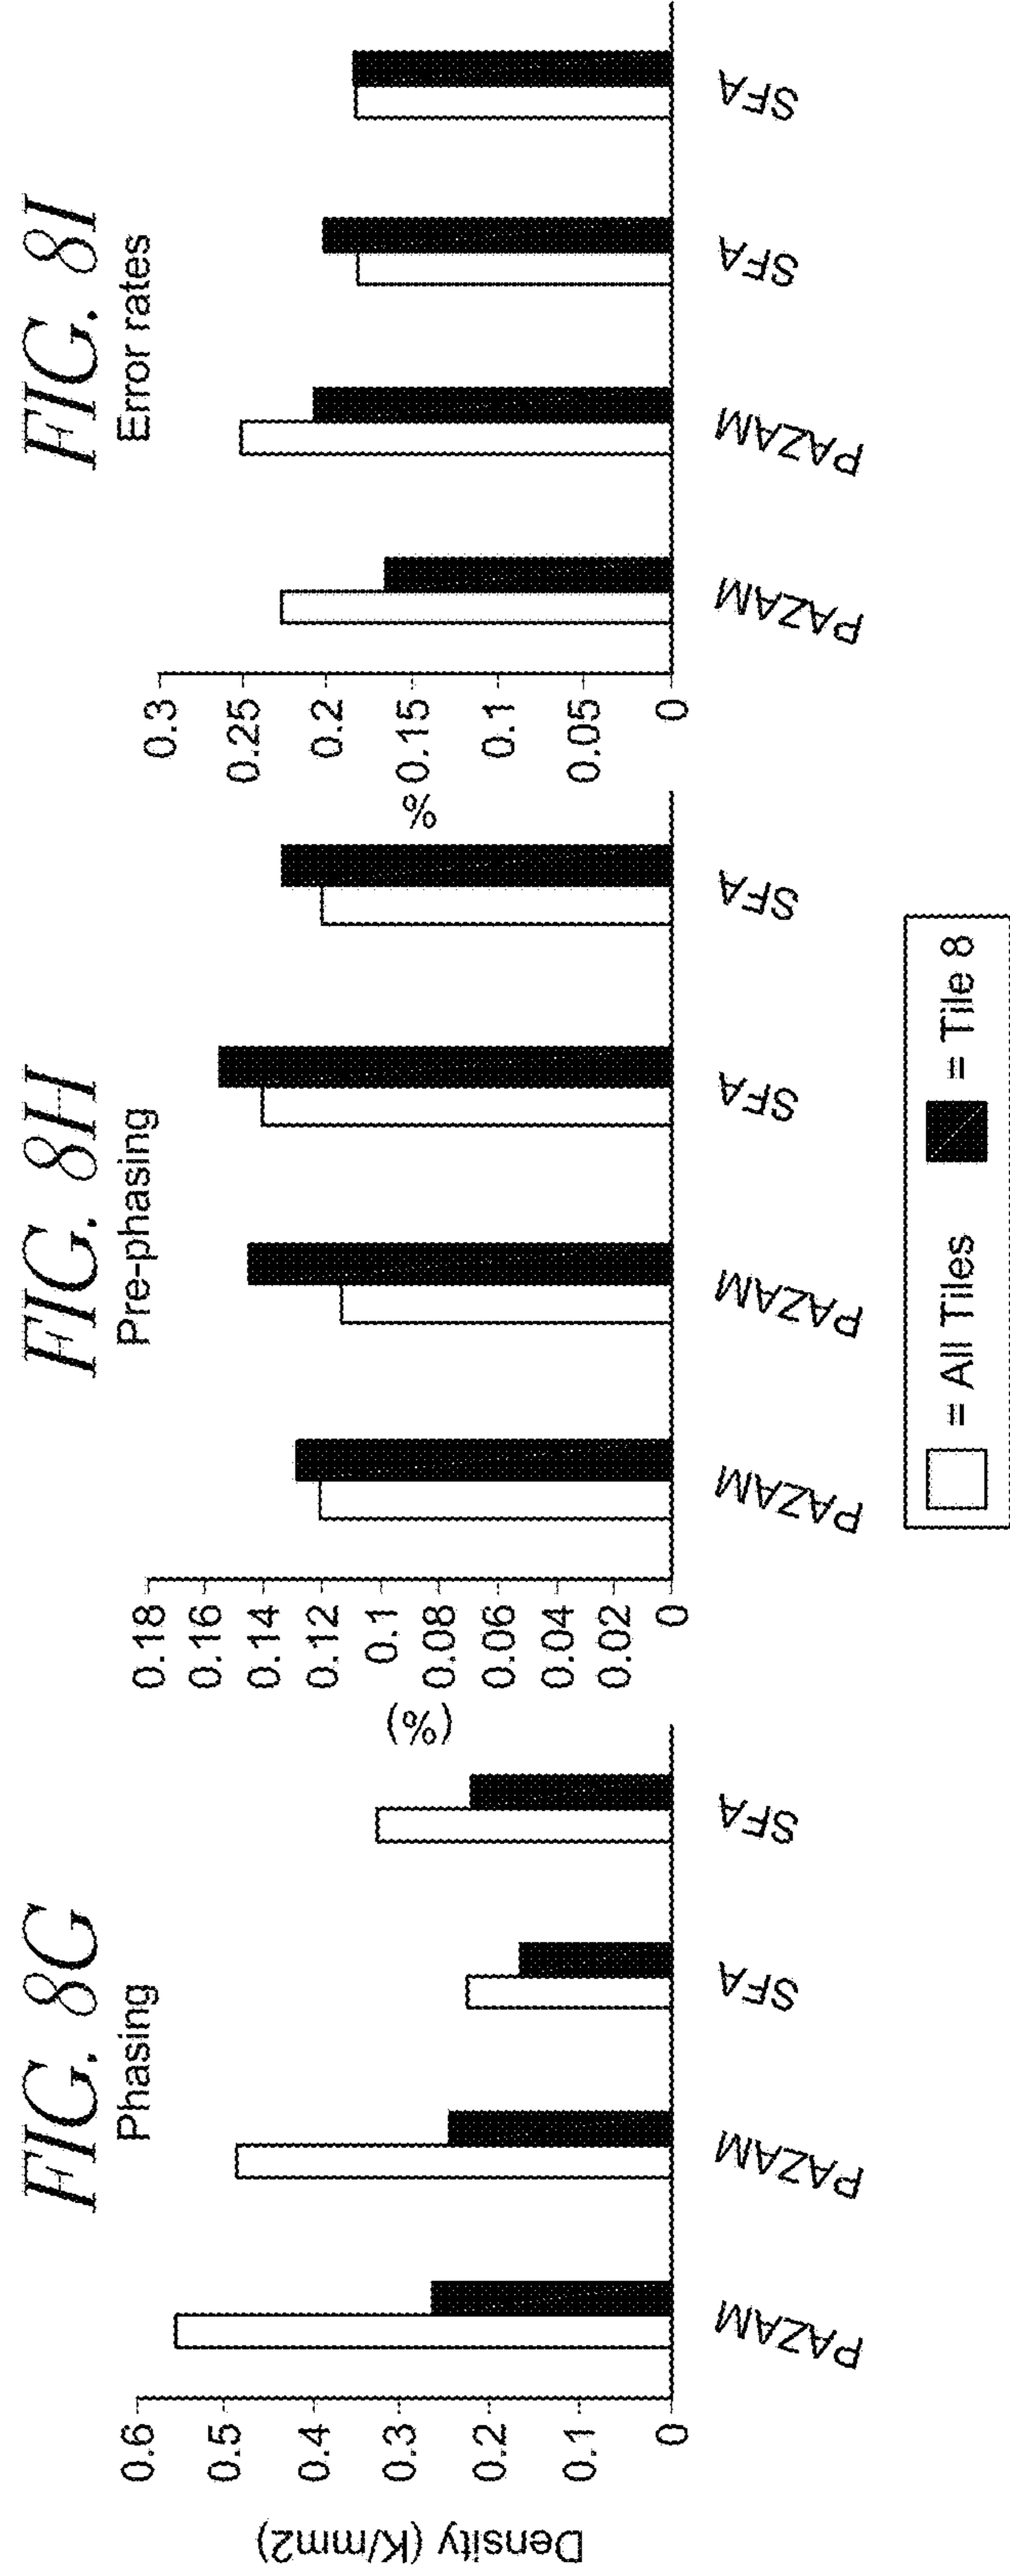 FIG. 8G
Phasing
Density (K/mm2)
0.6
0.5
0.4
0.3
0.2
0.1
0
PAZAM
PAZAM
SFA
SFA
FIG. 8H
Pre-phasing
(%)
0.18
0.16
0.14
0.12
0.1
0.08
0.06
0.04
0.02
0
PAZAM
PAZAM
SFA
SFA
FIG. 8I
Error rates
%
0.3
0.25
0.2
0.15
0.1
0.05
0
PAZAM
PAZAM
SFA
SFA
= All Tiles = Tile 8